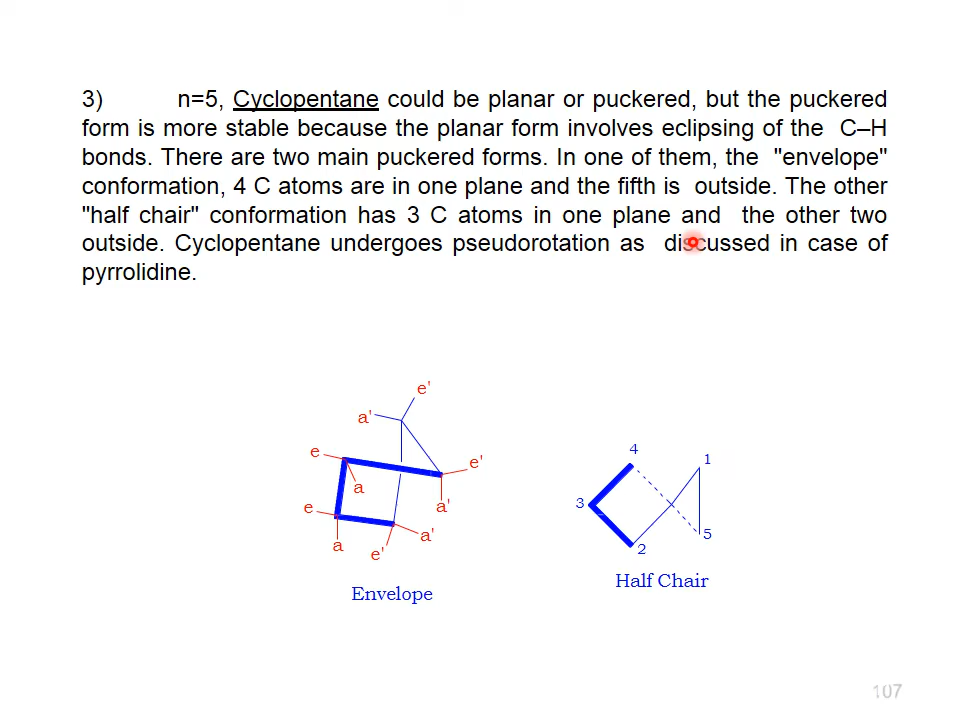 3) n=5, Cyclopentane could be planar or puckered, but the puckered
form is more stable because the planar form involves eclipsing of the C–H
bonds. There are two main puckered forms. In one of them, the "envelope"
conformation, 4 C atoms are in one plane and the fifth is outside. The other
"half chair" conformation has 3 C atoms in one plane and the other two
outside. Cyclopentane undergoes pseudorotation as discussed in case of
pyrrolidine.
e'
a'
e
e'
a
a'
e
a'
a
e'
Envelope
4
1
3
5
2
Half Chair
107